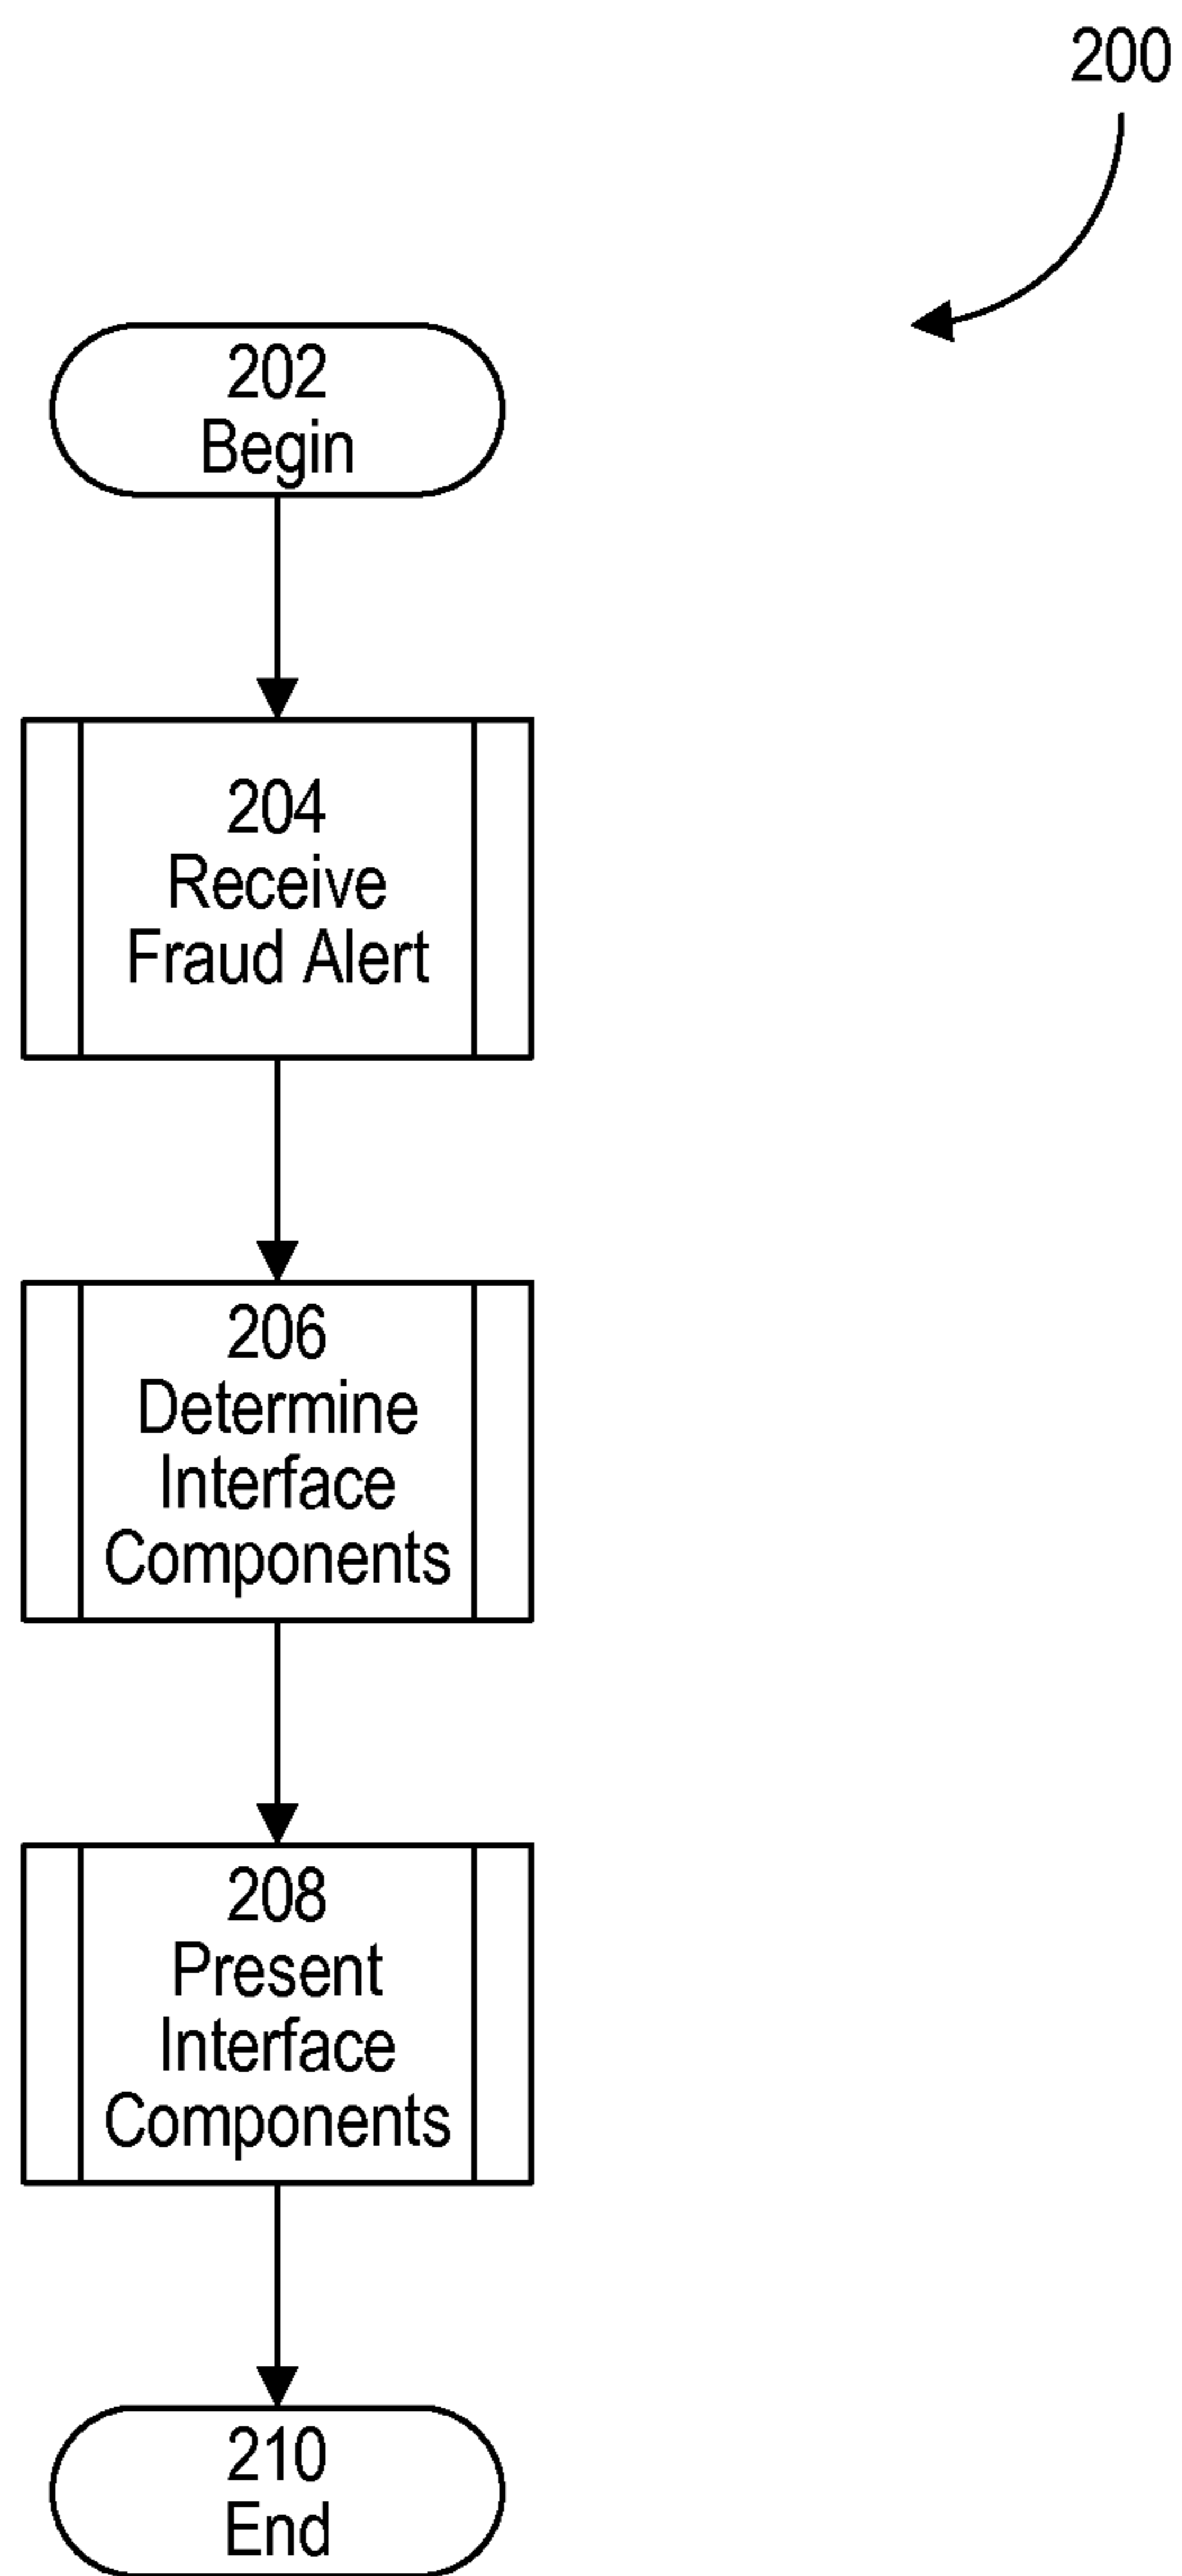 200
202
Begin
204
Receive
Fraud Alert
206
Determine
Interface
Components
208
Present
Interface
Components
210
End